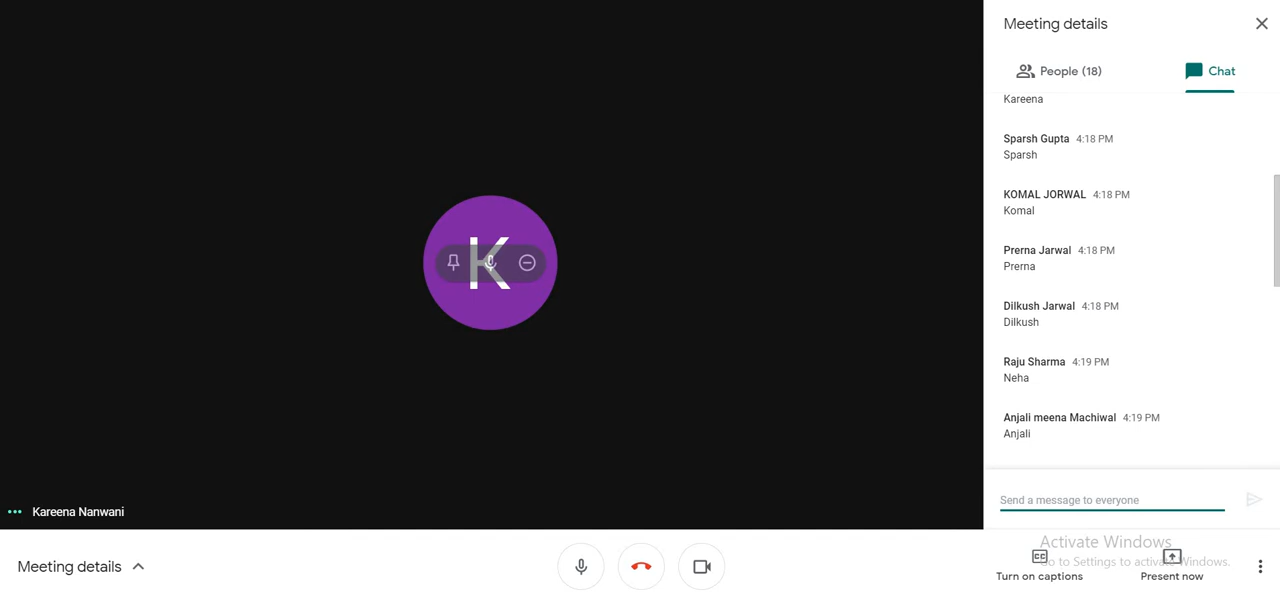 K
Kareena Nanwani
Meeting details
Meeting details
People (18)
Chat
Kareena
Sparsh Gupta 4:18 PM
Sparsh
KOMAL JORWAL 4:18 PM
Komal
Prerna Jarwal 4:18 PM
Prerna
Dilkush Jarwal 4:18 PM
Dilkush
Raju Sharma 4:19 PM
Neha
Anjali meena Machiwal 4:19 PM
Anjali
Send a message to everyone
Activate Windows
Go to Settings to activate Windows.
CC
Turn on captions
Present now